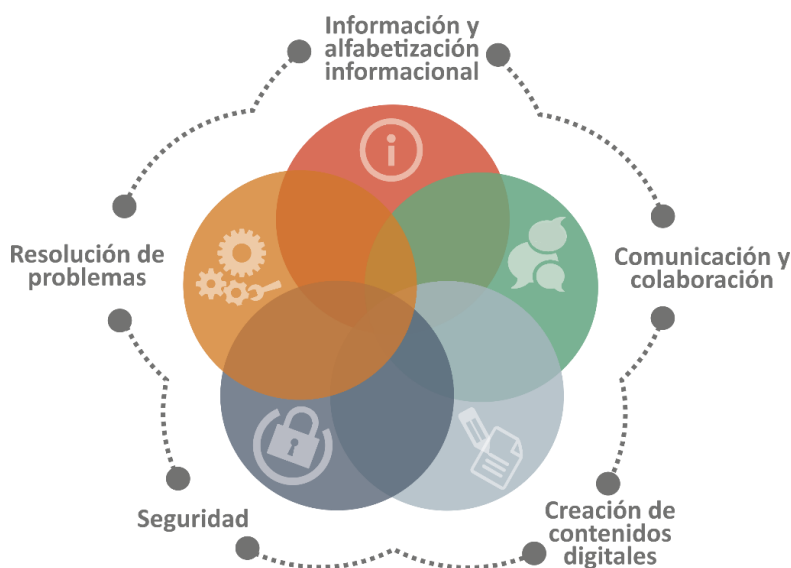 Información y
alfabetización
informacional
Resolución de
problemas
Comunicación y
colaboración
Seguridad
Creación de
contenidos
digitales